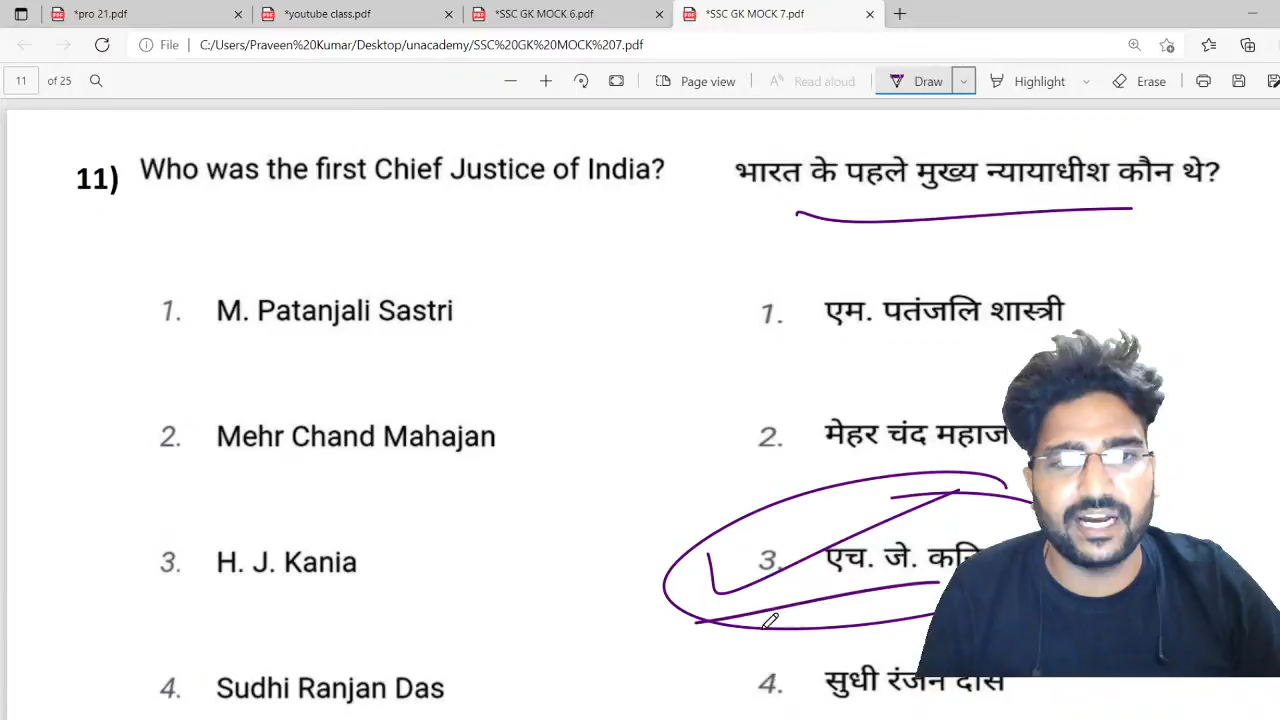 *pro 21.pdf
*youtube class.pdf
*SSC GK MOCK 6.pdf
*SSC GK MOCK 7.pdf
File
C:/Users/Praveen%20Kumar/Desktop/unacademy/SSC%20GK%20MOCK%207.pdf
11
of 25
Page view
Read aloud
Draw
Highlight
Erase
11) Who was the first Chief Justice of India?
भारत के पहले मुख्य न्यायाधीश कौन थे?
1. M. Patanjali Sastri
1. एम. पतंजलि शास्त्री
2. Mehr Chand Mahajan
2. मेहर चंद
3. H. J. Kania
3. एच. जे.
4. Sudhi Ranjan Das
4. सुधी रंजन दास